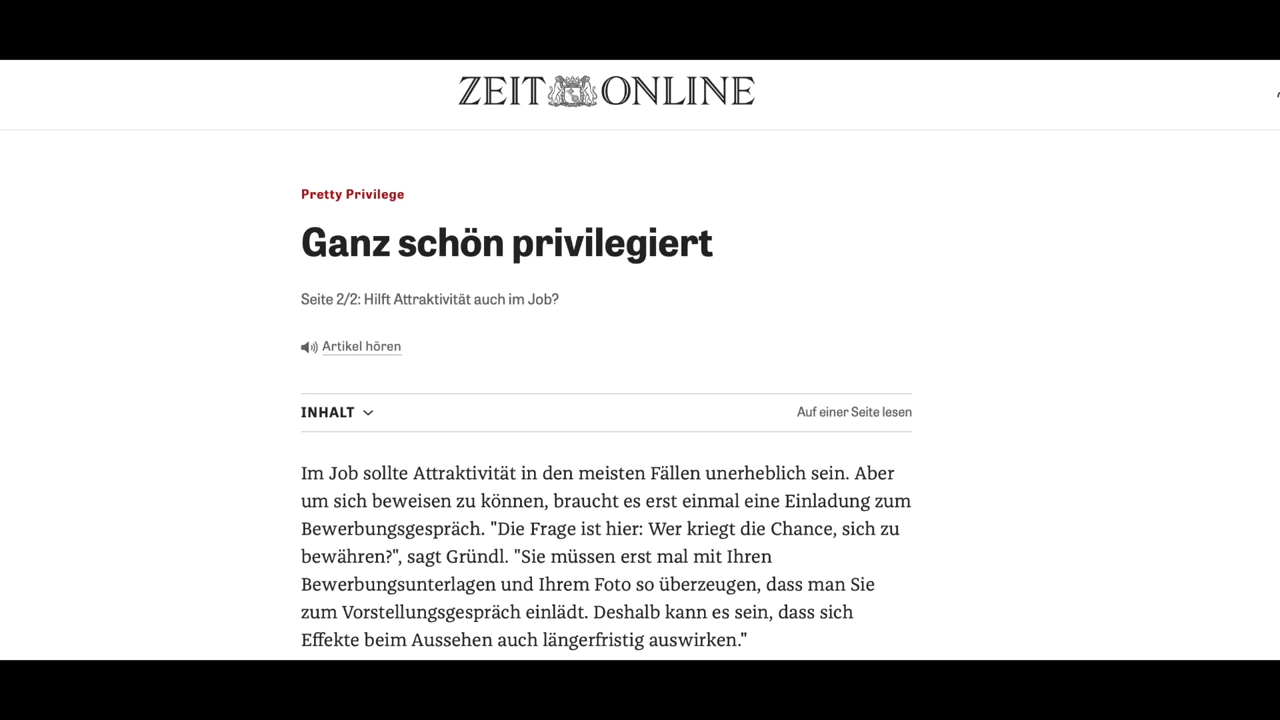 ZEIT ONLINE
Pretty Privilege
Ganz schön privilegiert
Seite 2/2: Hilft Attraktivität auch im Job?
Artikel hören
INHALT
Auf einer Seite lesen
Im Job sollte Attraktivität in den meisten Fällen unerheblich sein. Aber
um sich beweisen zu können, braucht es erst einmal eine Einladung zum
Bewerbungsgespräch. "Die Frage ist hier: Wer kriegt die Chance, sich zu
bewähren?", sagt Gründl. "Sie müssen erst mal mit Ihren
Bewerbungsunterlagen und Ihrem Foto so überzeugen, dass man Sie
zum Vorstellungsgespräch einlädt. Deshalb kann es sein, dass sich
Effekte beim Aussehen auch längerfristig auswirken."